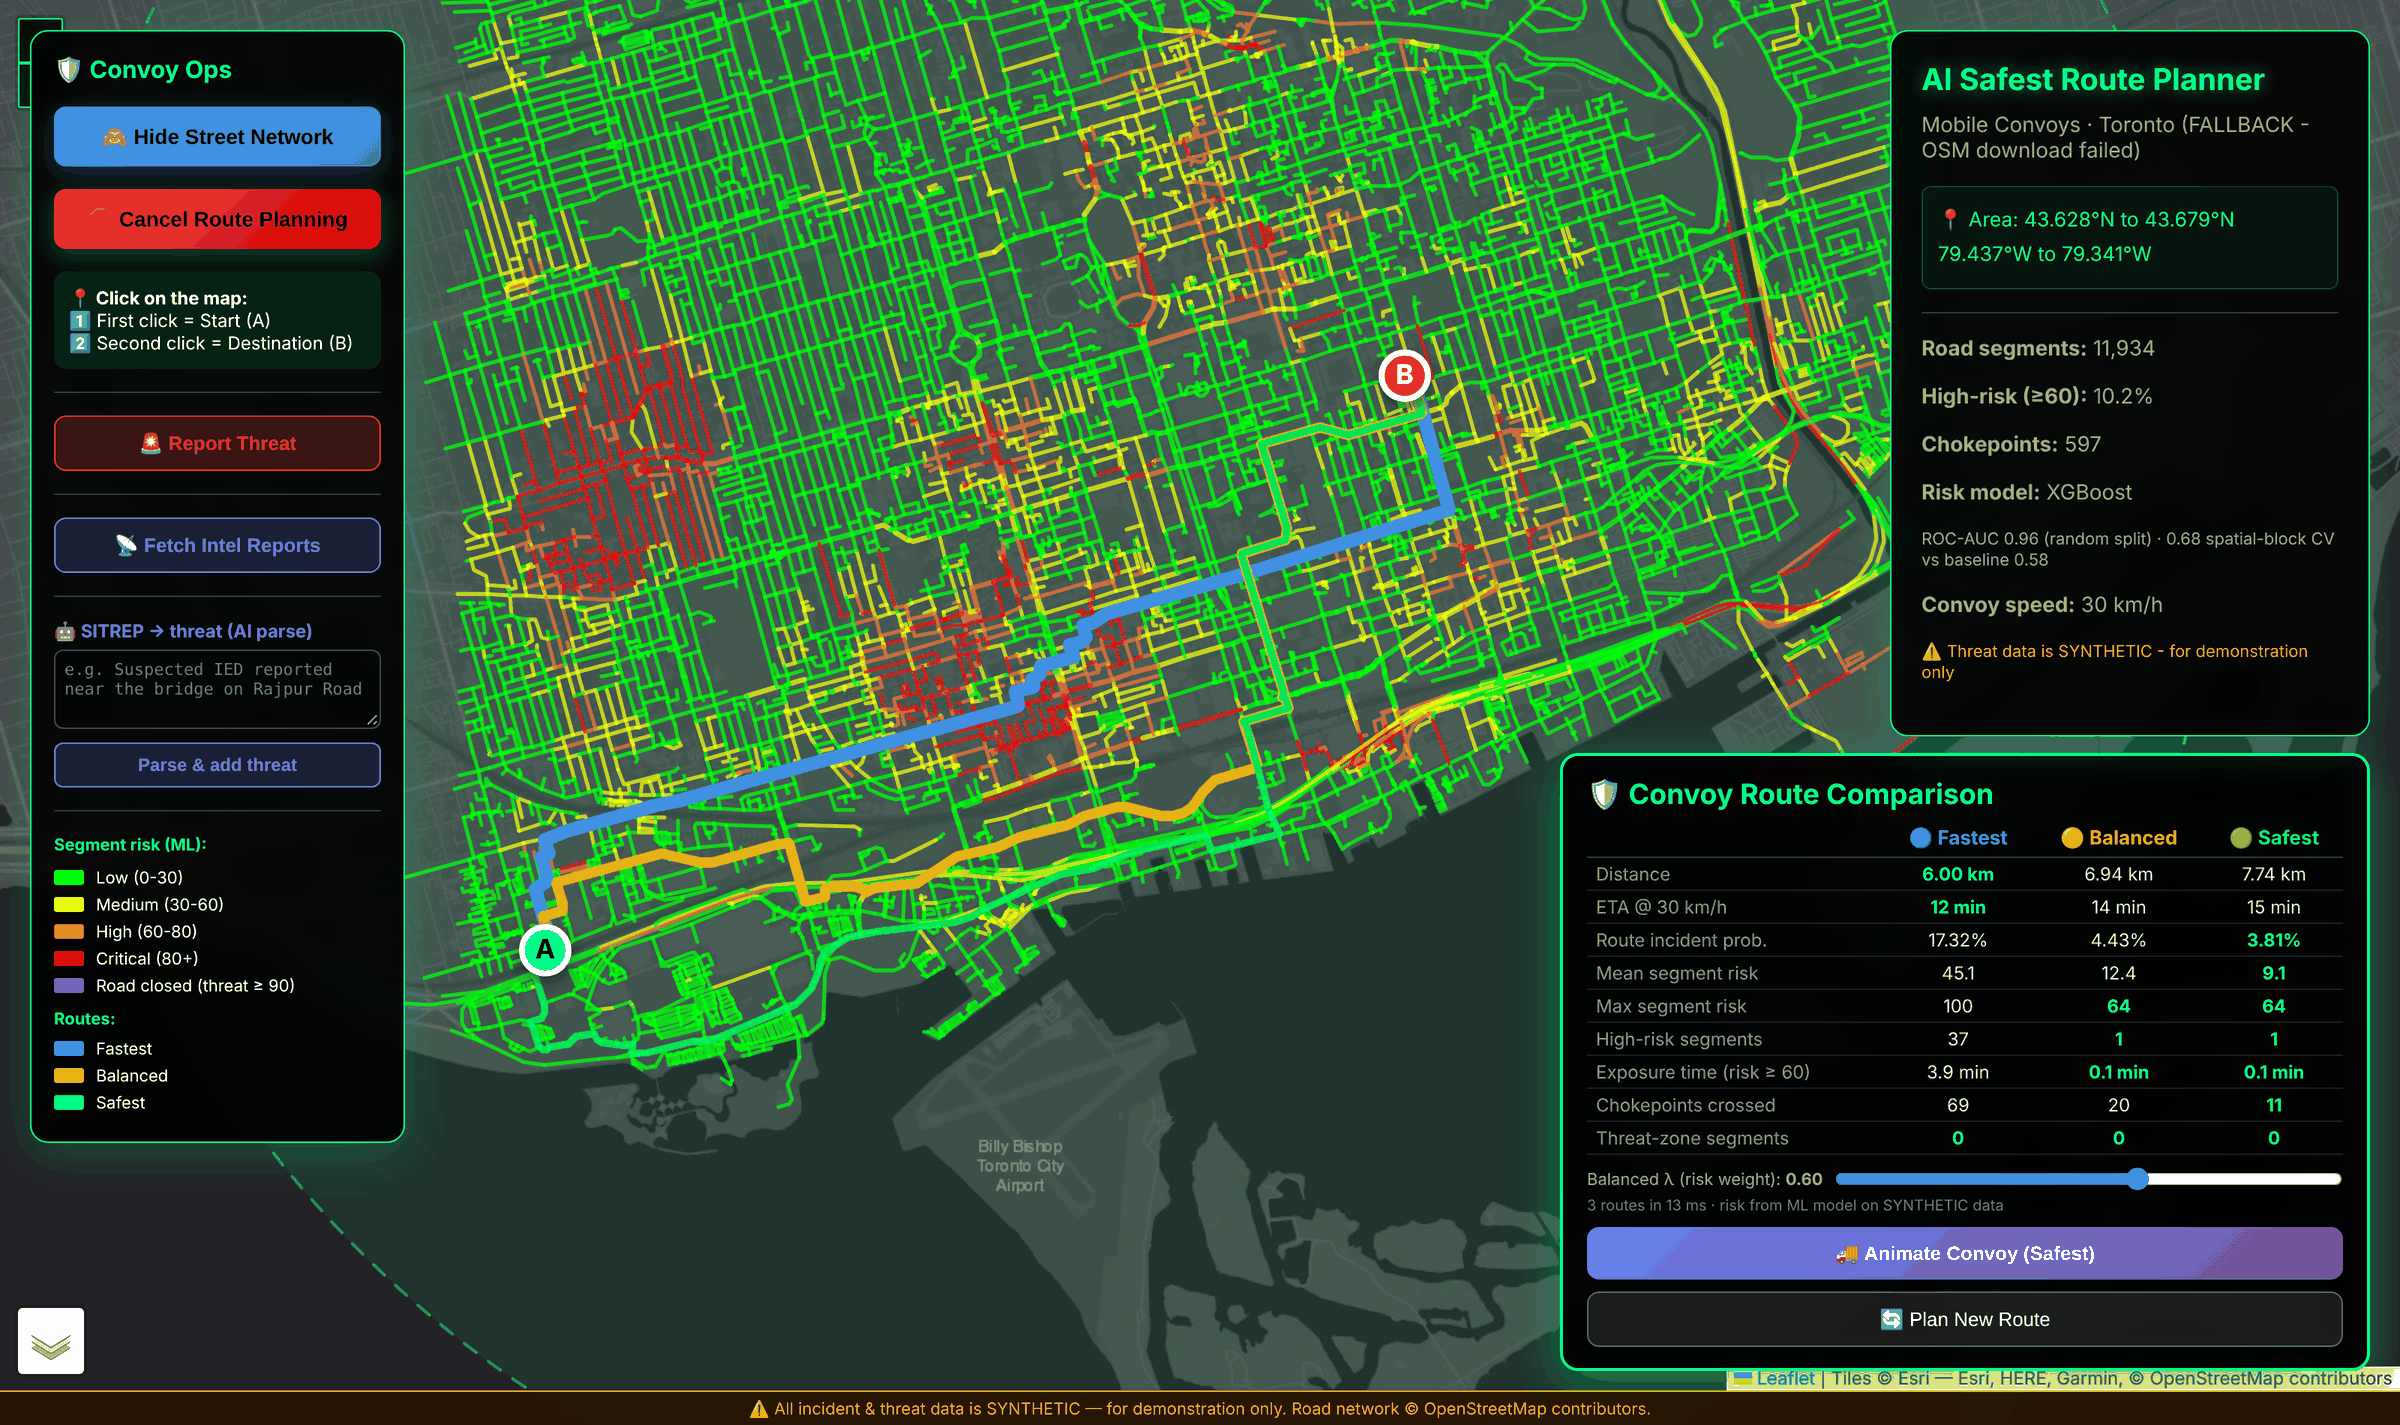 Convoy Ops
Hide Street Network
Cancel Route Planning
Click on the map:
1 First click = Start (A)
2 Second click = Destination (B)
Report Threat
Fetch Intel Reports
SITREP → threat (AI parse)
e.g. Suspected IED reported
near the bridge on Rajpur Road
Parse & add threat
Segment risk (ML):
Low (0-30)
Medium (30-60)
High (60-80)
Critical (80+)
Road closed (threat ≥ 90)
Routes:
Fastest
Balanced
Safest
A
B
Billy Bishop
Toronto City
Airport
AI Safest Route Planner
Mobile Convoys · Toronto (FALLBACK -
OSM download failed)
Area: 43.628°N to 43.679°N
79.437°W to 79.341°W
Road segments: 11,934
High-risk (≥60): 10.2%
Chokepoints: 597
Risk model: XGBoost
ROC-AUC 0.96 (random split) · 0.68 spatial-block CV
vs baseline 0.58
Convoy speed: 30 km/h
⚠️ Threat data is SYNTHETIC - for demonstration
only
Convoy Route Comparison
Fastest Balanced Safest
Distance 6.00 km 6.94 km 7.74 km
ETA @ 30 km/h 12 min 14 min 15 min
Route incident prob. 17.32% 4.43% 3.81%
Mean segment risk 45.1 12.4 9.1
Max segment risk 100 64 64
High-risk segments 37 1 1
Exposure time (risk ≥ 60) 3.9 min 0.1 min 0.1 min
Chokepoints crossed 69 20 11
Threat-zone segments 0 0 0
Balanced λ (risk weight): 0.60
3 routes in 13 ms · risk from ML model on SYNTHETIC data
Animate Convoy (Safest)
Plan New Route
Leaflet | Tiles © Esri — Esri, HERE, Garmin, © OpenStreetMap contributors
⚠️ All incident & threat data is SYNTHETIC — for demonstration only. Road network © OpenStreetMap contributors.